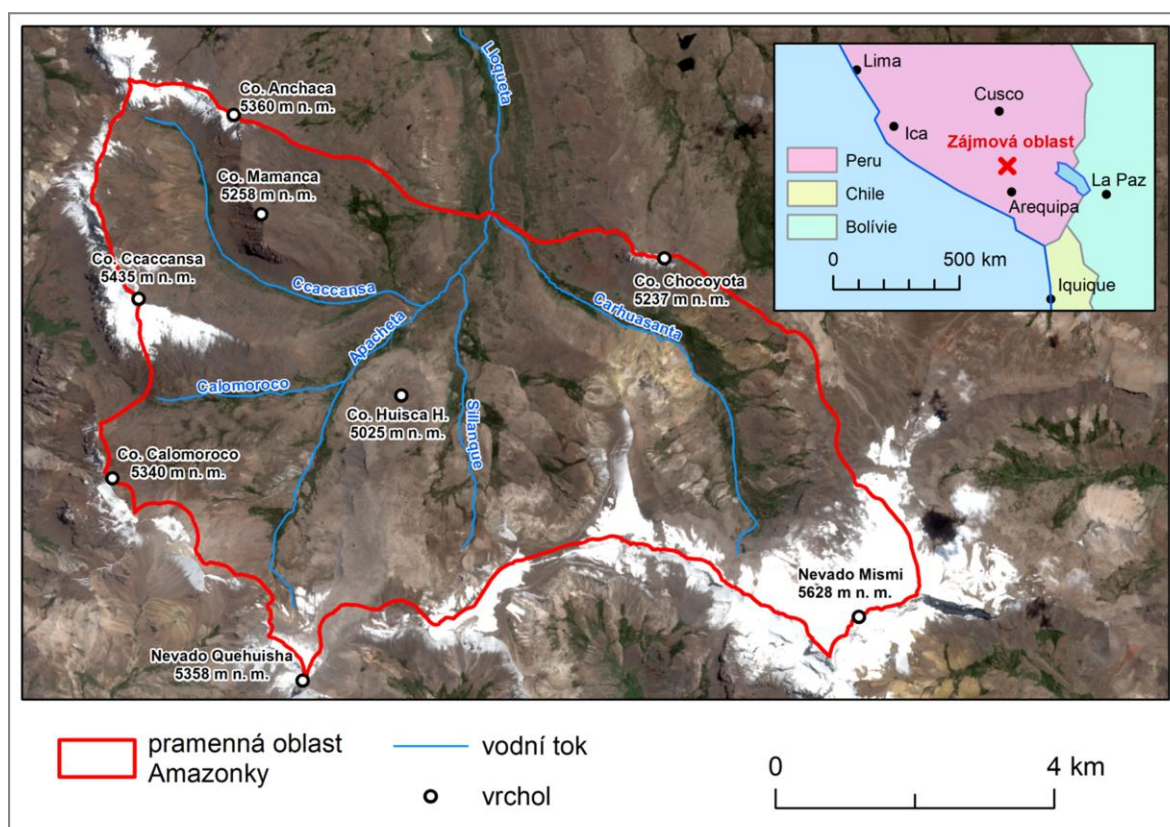 Lloqueta
Co. Anchaca
5360 m n. m.
Co. Mamanca
5258 m n. m.
Co. Ccaccansa
5435 m n. m.
Ccaccansa
Apacheta
Calomoroco
Co. Huisca H.
5025 m n. m.
Sillanque
Carhuasanta
Co. Chocoyota
5237 m n. m.
Co. Calomoroco
5340 m n. m.
Nevado Quehuisha
5358 m n. m.
Nevado Mismi
5628 m n. m.
Lima
Cusco
Ica
Zájmová oblast
La Paz
Arequipa
Iquique
Peru
Chile
Bolívie
0 500 km
pramenná oblast
Amazonky
vodní tok
vrchol
0 4 km